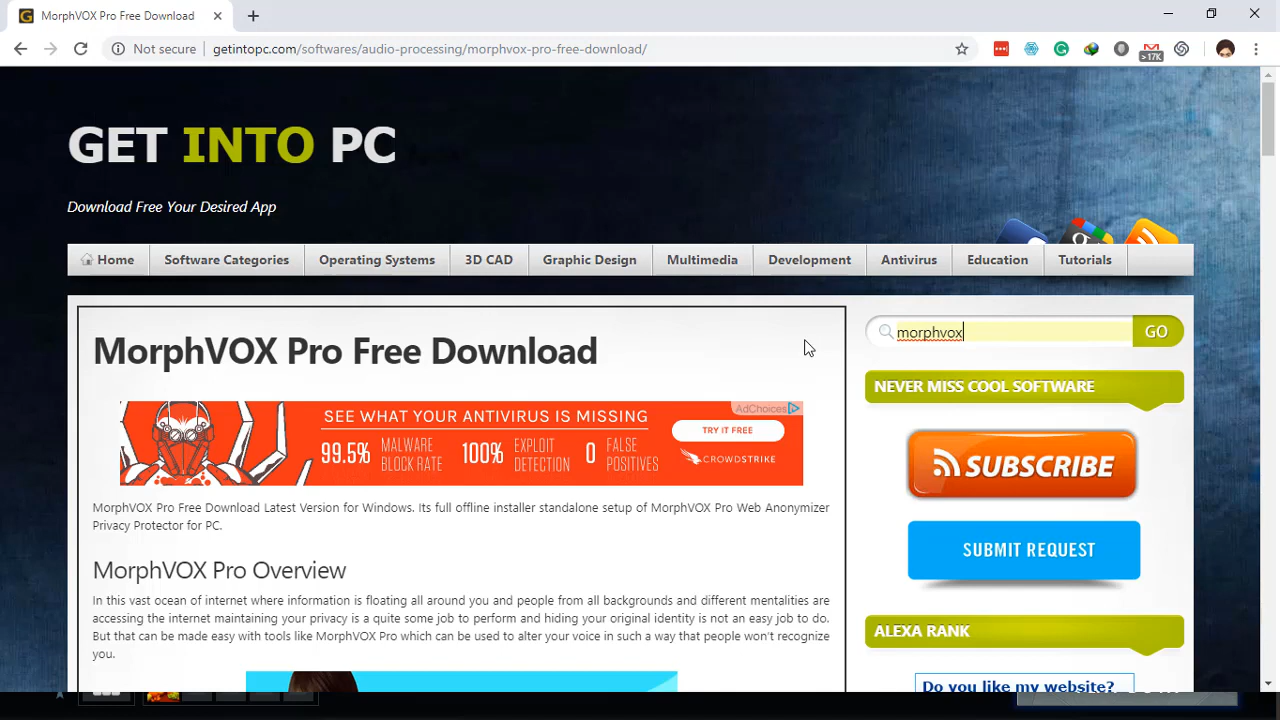 MorphVOX Pro Free Download
Not secure
getintopc.com/softwares/audio-processing/morphvox-pro-free-download/
>17K
GET INTO PC
Download Free Your Desired App
Home
Software Categories
Operating Systems
3D CAD
Graphic Design
Multimedia
Development
Antivirus
Education
Tutorials
MorphVOX Pro Free Download
morphvox
GO
NEVER MISS COOL SOFTWARE
AdChoices
SEE WHAT YOUR ANTIVIRUS IS MISSING
99.5% MALWARE BLOCK RATE
100% EXPLOIT DETECTION
0 FALSE POSITIVES
TRY IT FREE
CROWDSTRIKE
SUBSCRIBE
MorphVOX Pro Free Download Latest Version for Windows. Its full offline installer standalone setup of MorphVOX Pro Web Anonymizer
Privacy Protector for PC.
SUBMIT REQUEST
MorphVOX Pro Overview
In this vast ocean of internet where information is floating all around you and people from all backgrounds and different mentalities are
accessing the internet maintaining your privacy is a quite some job to perform and hiding your original identity is not an easy job to do.
But that can be made easy with tools like MorphVOX Pro which can be used to alter your voice in such a way that people won't recognize
you.
ALEXA RANK
Do you like my website?